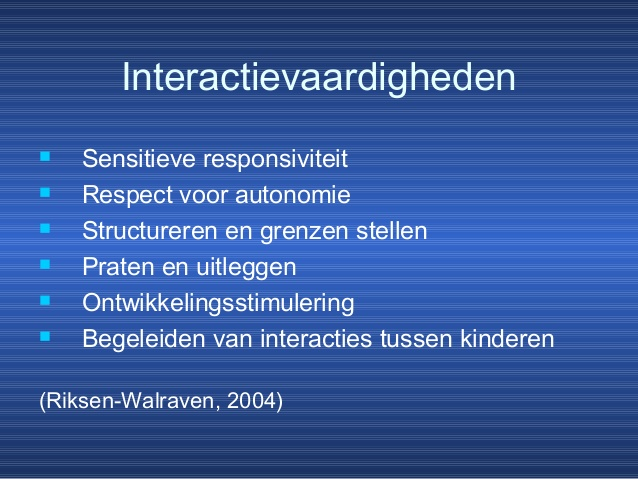 Interactievaardigheden
Sensitieve responsiviteit
Respect voor autonomie
Structureren en grenzen stellen
Praten en uitleggen
Ontwikkelingsstimulering
Begeleiden van interacties tussen kinderen
(Riksen-Walraven, 2004)